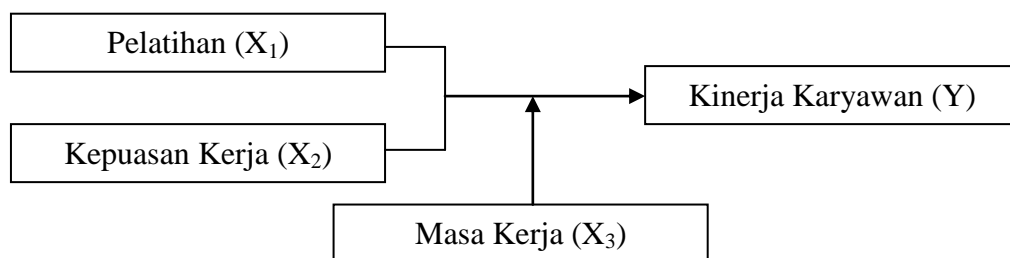 Pelatihan (X₁)
Kinerja Karyawan (Y)
Kepuasan Kerja (X₂)
Masa Kerja (X₃)